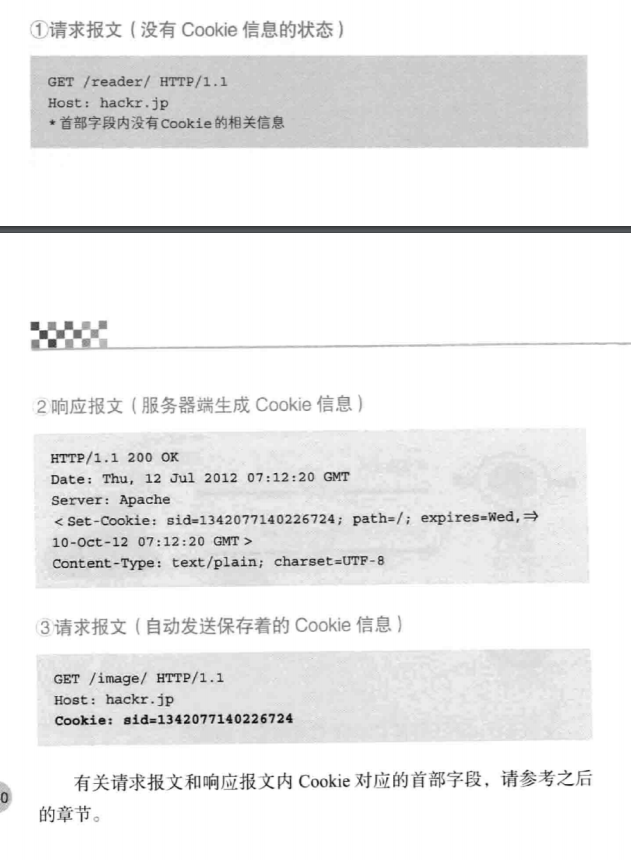 ①请求报文（没有 Cookie 信息的状态）
GET /reader/ HTTP/1.1
Host: hackr.jp
*首部字段内没有Cookie的相关信息
②响应报文（服务器端生成 Cookie 信息）
HTTP/1.1 200 OK
Date: Thu, 12 Jul 2012 07:12:20 GMT
Server: Apache
＜Set-Cookie: sid=1342077140226724; path=/; expires=Wed,⇒
10-Oct-12 07:12:20 GMT＞
Content-Type: text/plain; charset=UTF-8
③请求报文（自动发送保存着的 Cookie 信息）
GET /image/ HTTP/1.1
Host: hackr.jp
Cookie: sid=1342077140226724
有关请求报文和响应报文内 Cookie 对应的首部字段，请参考之后
0
的章节。